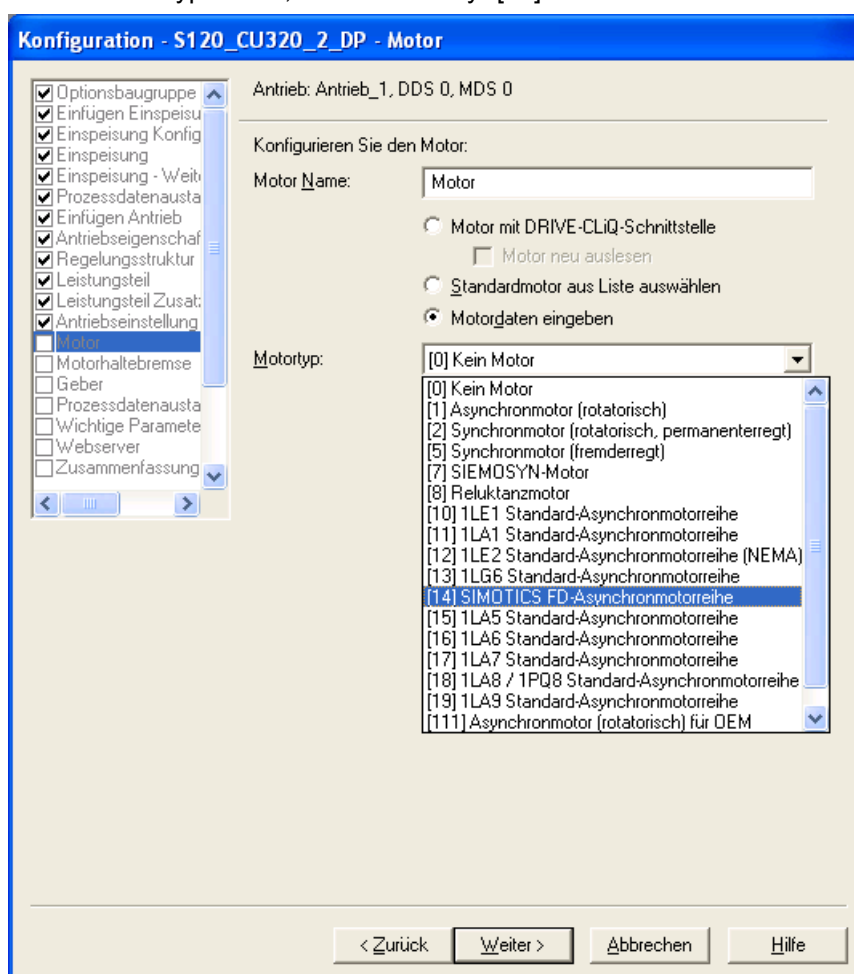 Konfiguration - S120_CU320_2_DP - Motor
Optionsbaugruppe
Einfügen Einspeisu
Einspeisung Konfig
Einspeisung
Einspeisung - Weit
Prozessdatenausta
Einfügen Antrieb
Antriebseigenschaf
Regelungsstruktur
Leistungsteil
Leistungsteil Zusat
Antriebseinstellung
Motor
Motorhaltebremse
Geber
Prozessdatenausta
Wichtige Paramete
Webserver
Zusammenfassung
Antrieb: Antrieb_1, DDS 0, MDS 0
Konfigurieren Sie den Motor:
Motor Name: Motor
Motor mit DRIVE-CLiQ-Schnittstelle
Motor neu auslesen
Standardmotor aus Liste auswählen
Motordaten eingeben
Motortyp: [0] Kein Motor
[0] Kein Motor
[1] Asynchronmotor (rotatorisch)
[2] Synchronmotor (rotatorisch, permanenterregt)
[5] Synchronmotor (fremderregt)
[7] SIEMOSYN-Motor
[8] Reluktanzmotor
[10] 1LE1 Standard-Asynchronmotorreihe
[11] 1LA1 Standard-Asynchronmotorreihe
[12] 1LE2 Standard-Asynchronmotorreihe (NEMA)
[13] 1LG6 Standard-Asynchronmotorreihe
[14] SIMOTICS FD-Asynchronmotorreihe
[15] 1LA5 Standard-Asynchronmotorreihe
[16] 1LA6 Standard-Asynchronmotorreihe
[17] 1LA7 Standard-Asynchronmotorreihe
[18] 1LA8 / 1PQ8 Standard-Asynchronmotorreihe
[19] 1LA9 Standard-Asynchronmotorreihe
[111] Asynchronmotor (rotatorisch) für OEM
< Zurück
Weiter >
Abbrechen
Hilfe